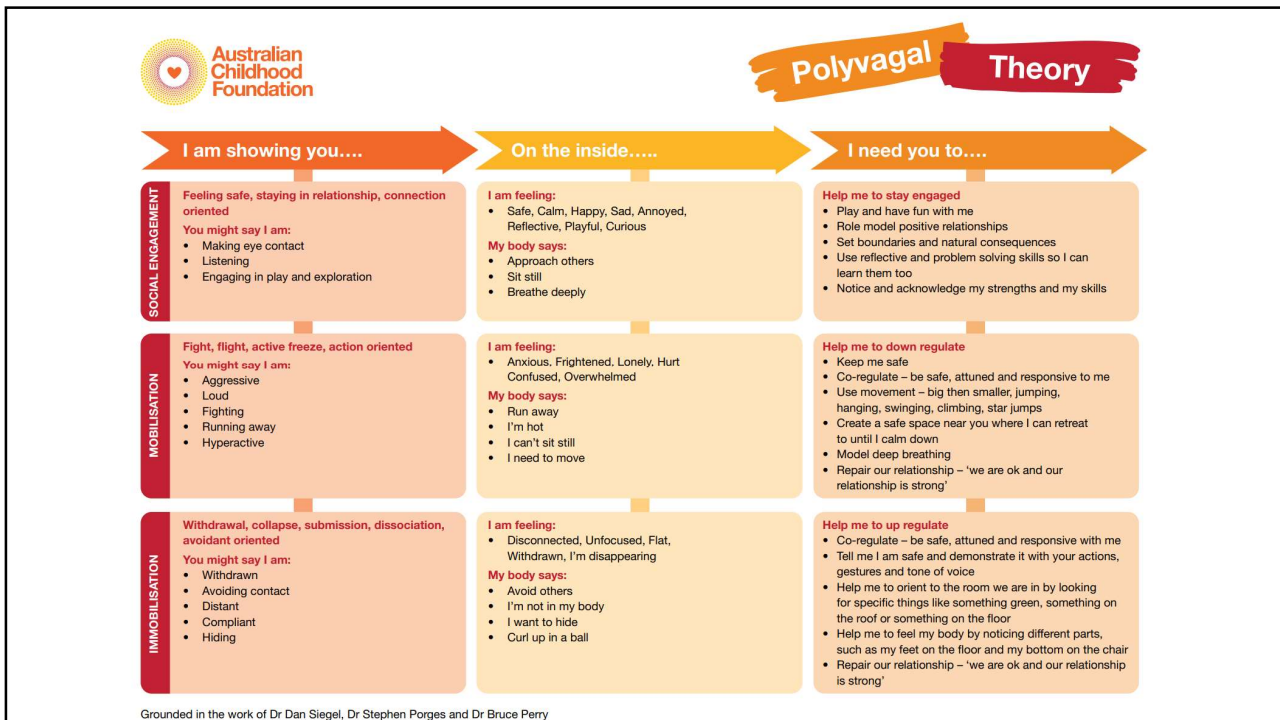 Australian
Childhood
Foundation
Polyvagal
Theory
I am showing you....
On the inside.....
I need you to....
SOCIAL ENGAGEMENT
Feeling safe, staying in relationship, connection
oriented
You might say I am:
• Making eye contact
• Listening
• Engaging in play and exploration
I am feeling:
• Safe, Calm, Happy, Sad, Annoyed,
Reflective, Playful, Curious
My body says:
• Approach others
• Sit still
• Breathe deeply
Help me to stay engaged
• Play and have fun with me
• Role model positive relationships
• Set boundaries and natural consequences
• Use reflective and problem solving skills so I can
learn them too
• Notice and acknowledge my strengths and my skills
MOBILISATION
Fight, flight, active freeze, action oriented
You might say I am:
• Aggressive
• Loud
• Fighting
• Running away
• Hyperactive
I am feeling:
• Anxious. Frightened. Lonely. Hurt
Confused, Overwhelmed
My body says:
• Run away
• I'm hot
• I can't sit still
• I need to move
Help me to down regulate
• Keep me safe
• Co-regulate – be safe, attuned and responsive to me
• Use movement – big then smaller, jumping,
hanging, swinging, climbing, star jumps
• Create a safe space near you where I can retreat
to until I calm down
• Model deep breathing
• Repair our relationship – ‘we are ok and our
relationship is strong’
IMMOBILISATION
Withdrawal, collapse, submission, dissociation,
avoidant oriented
You might say I am:
• Withdrawn
• Avoiding contact
• Distant
• Compliant
• Hiding
I am feeling:
• Disconnected, Unfocused, Flat,
Withdrawn, I'm disappearing
My body says:
• Avoid others
• I'm not in my body
• I want to hide
• Curl up in a ball
Help me to up regulate
• Co-regulate – be safe, attuned and responsive with me
• Tell me I am safe and demonstrate it with your actions,
gestures and tone of voice
• Help me to orient to the room we are in by looking
for specific things like something green, something on
the roof or something on the floor
• Help me to feel my body by noticing different parts,
such as my feet on the floor and my bottom on the chair
• Repair our relationship – ‘we are ok and our relationship
is strong’
Grounded in the work of Dr Dan Siegel, Dr Stephen Porges and Dr Bruce Perry